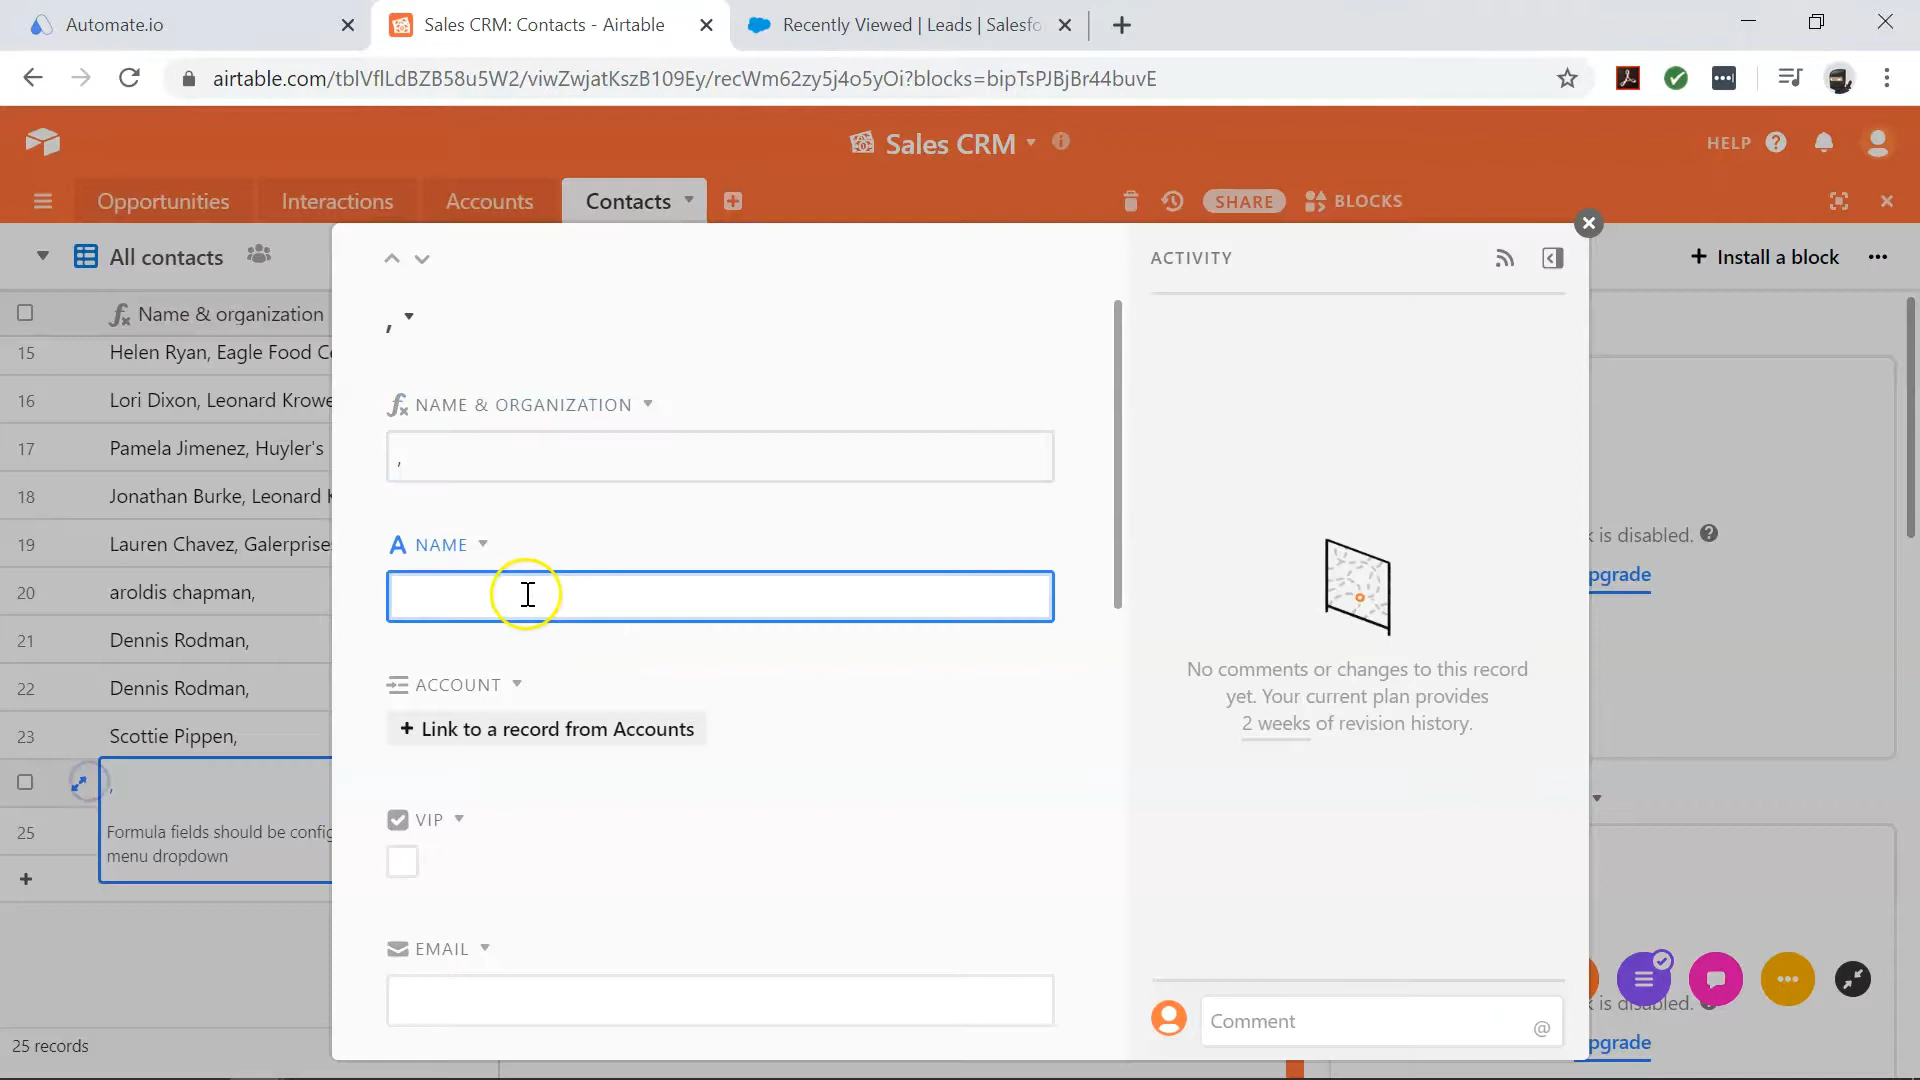 Automate.io
Sales CRM: Contacts - Airtable
Recently Viewed | Leads | Salesfo
airtable.com/tblVflLdBZB58u5W2/viwZwjatKszB109Ey/recWm62zy5j4o5yOi?blocks=bipTsPJBjBr44buvE
Sales CRM
HELP
Opportunities
Interactions
Accounts
Contacts
SHARE
BLOCKS
All contacts
ACTIVITY
+ Install a block
Name & organization
,
15 Helen Ryan, Eagle Food Co
16 Lori Dixon, Leonard Krowe
17 Pamela Jimenez, Huyler's
18 Jonathan Burke, Leonard K
19 Lauren Chavez, Galerprise
20 aroldis chapman,
21 Dennis Rodman,
22 Dennis Rodman,
23 Scottie Pippen,
,
25
Formula fields should be config
menu dropdown
+
25 records
NAME & ORGANIZATION
,
A NAME
ACCOUNT
+ Link to a record from Accounts
VIP
EMAIL
No comments or changes to this record
yet. Your current plan provides
2 weeks of revision history.
Comment
@
k is disabled.
pgrade
k is disabled.
pgrade